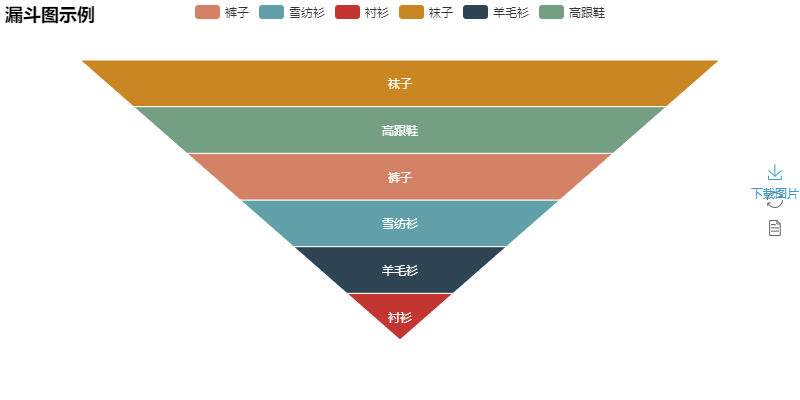 漏斗图示例
裤子 雪纺衫 衬衫 袜子 羊毛衫 高跟鞋
袜子
高跟鞋
裤子
下载图片
雪纺衫
羊毛衫
衬衫